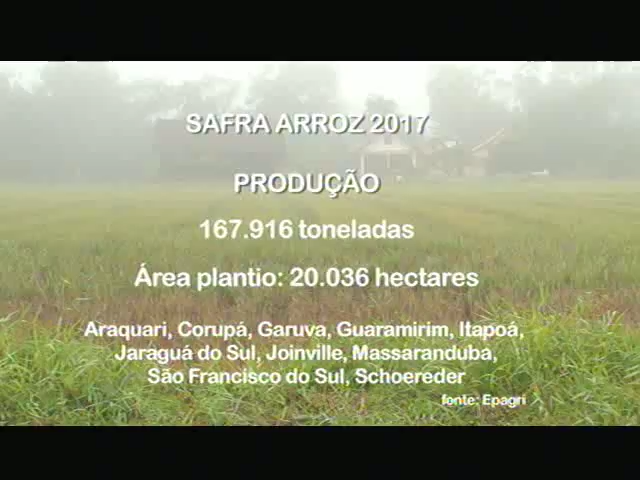 SAFRA ARROZ 2017
PRODUÇÃO
167.916 toneladas
Área plantio: 20.036 hectares
Araquari, Corupá, Garuva, Guaramirim, Itapoá,
Jaraguá do Sul, Joinville, Massaranduba,
São Francisco do Sul, Schoereder
fonte: Epagri